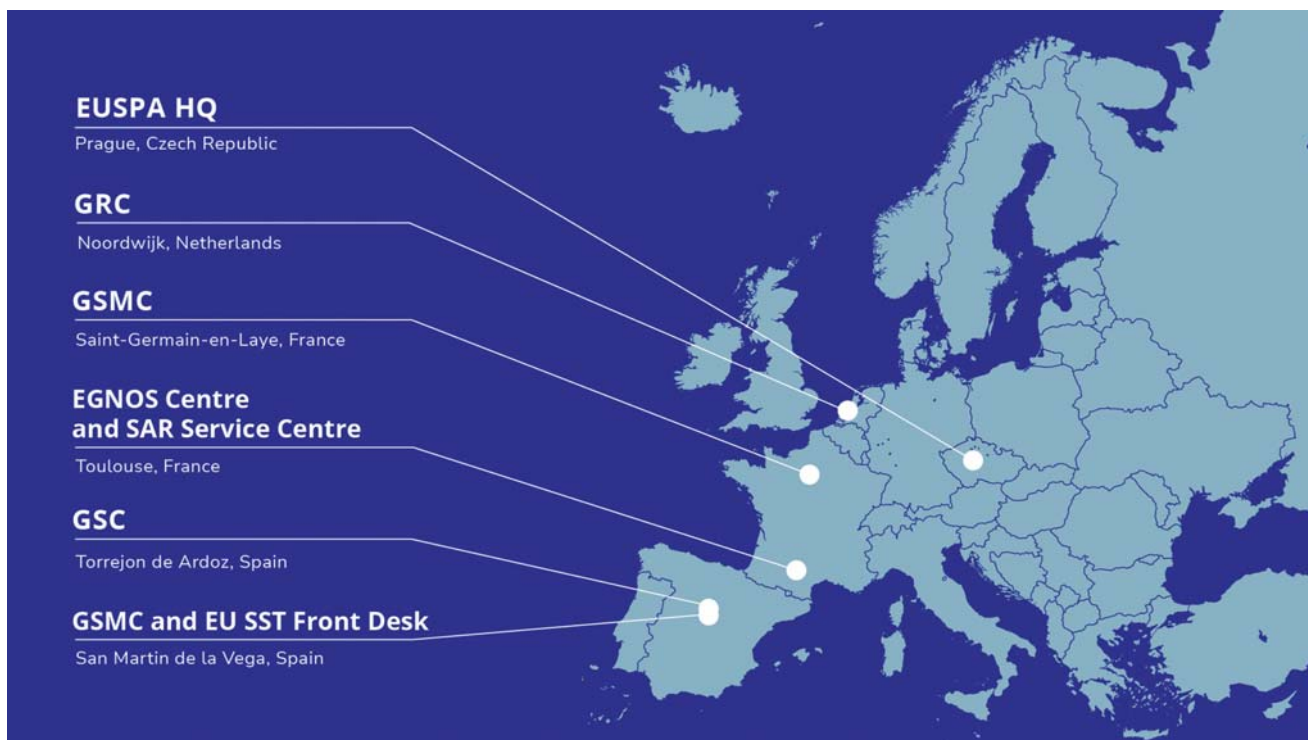 EUSPA HQ
Prague, Czech Republic
GRC
Noordwijk, Netherlands
GSMC
Saint-Germain-en-Laye, France
EGNOS Centre
and SAR Service Centre
Toulouse, France
GSC
Torrejon de Ardoz, Spain
GSMC and EU SST Front Desk
San Martin de la Vega, Spain